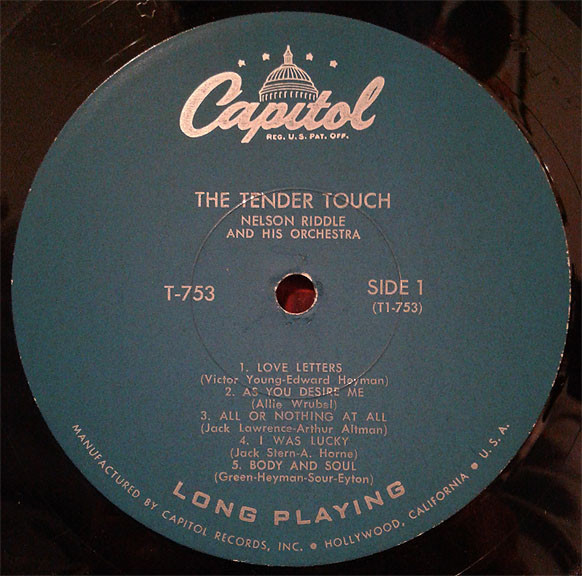 Capitol
REG. U.S. PAT. OFF.
THE TENDER TOUCH
NELSON RIDDLE
AND HIS ORCHESTRA
T-753
SIDE 1
(T1-753)
1. LOVE LETTERS
(Victor Young-Edward Heyman)
2. AS YOU DESIRE ME
(Allie Wrubel)
3. ALL OR NOTHING AT ALL
(Jack Lawrence-Arthur Altman)
4. I WAS LUCKY
(Jack Stern-A. Horne)
5. BODY AND SOUL
(Green-Heyman-Sour-Eyton)
LONG PLAYING
MANUFACTURED BY CAPITOL RECORDS, INC. • HOLLYWOOD, CALIFORNIA • U.S.A.